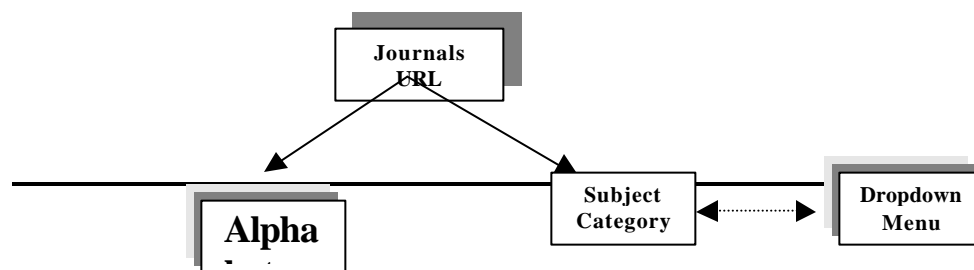 Journals
URL
Subject
Category
Dropdown
Menu
Alpha